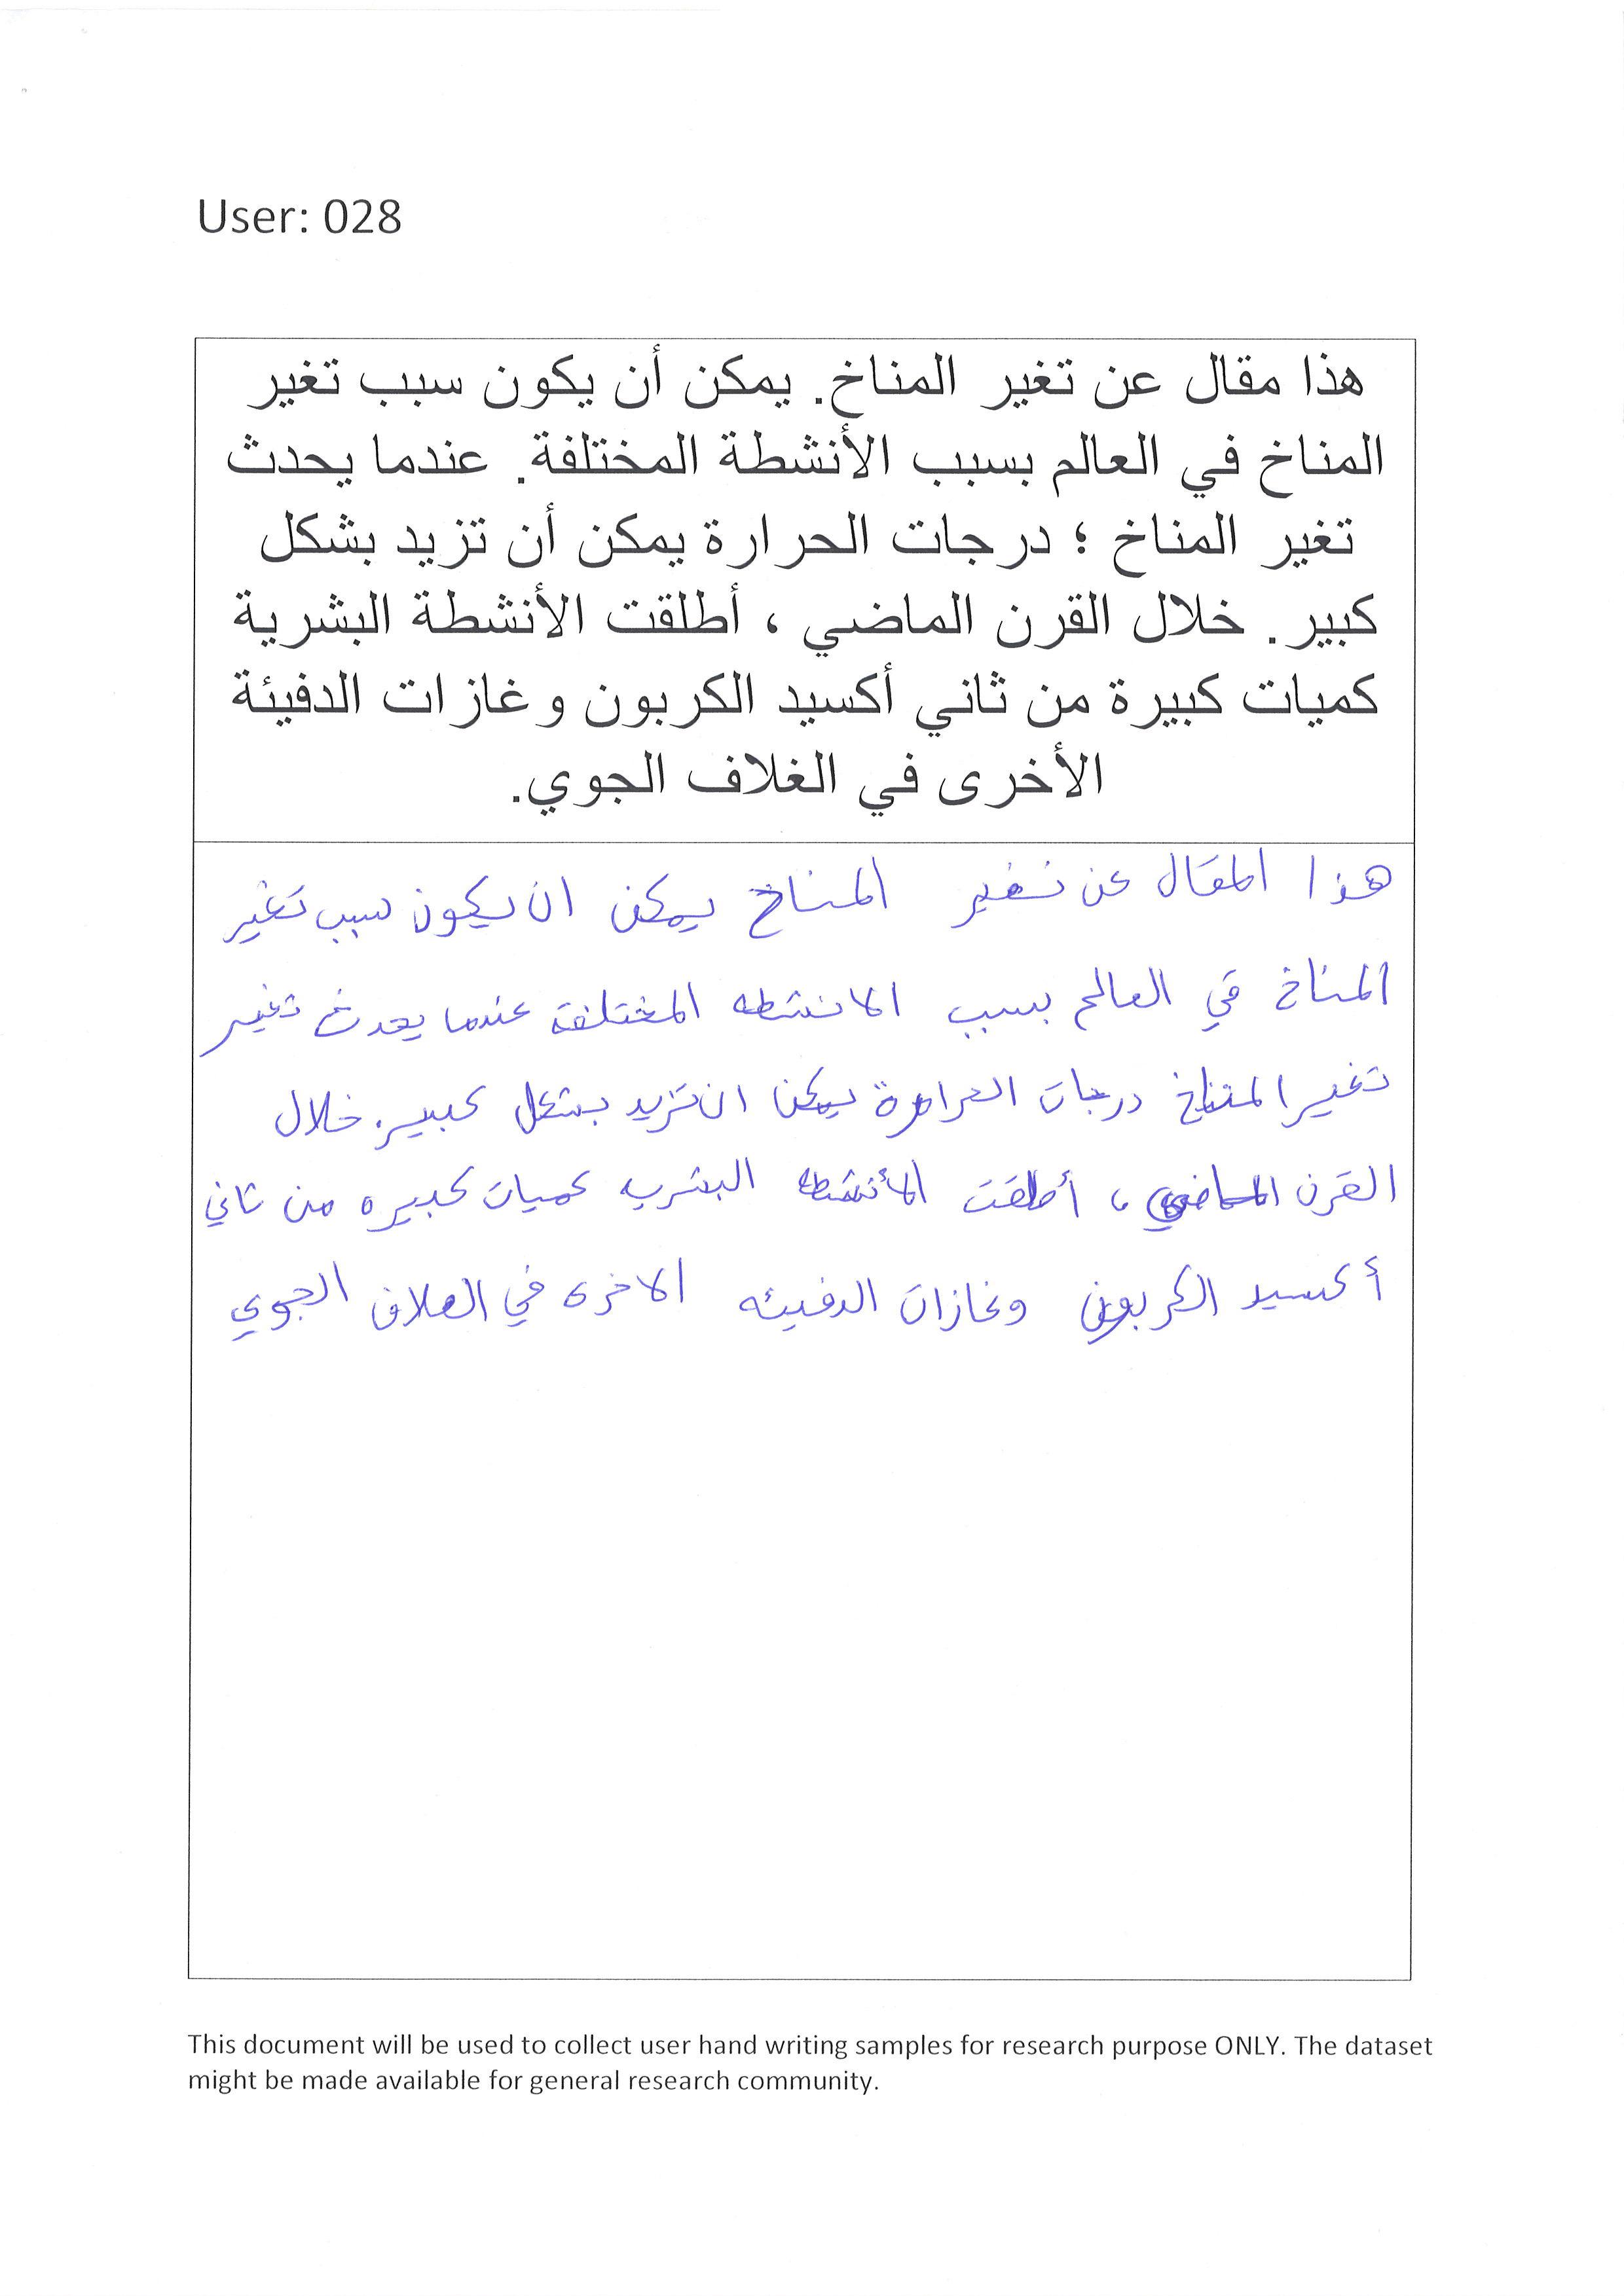 User: 028
هذا مقال عن تغير المناخ. يمكن أن يكون سبب تغير
المناخ في العالم بسبب الأنشطة المختلفة. عندما يحدث
تغير المناخ ؛ درجات الحرارة يمكن أن تزيد بشكل
كبير. خلال القرن الماضي ، أطلقت الأنشطة البشرية
كميات كبيرة من ثاني أكسيد الكربون وغازات الدفيئة
الأخرى في الغلاف الجوي.
هذا المقال عن تغير المناخ يمكن ان يكون سبب تغير
المناخ في العالم بسبب الانشطه المختلفة عندما يحدث تغير
تغير المناخ درجات الحرارة يمكن ان تزيد بشكل كبير. خلال
القرن الماضي ، أطلقت الأنشطه البشريه كميات كبيره من ثاني
أكسيد الكربون وغازات الدفيئه الاخرى في الغلاف الجوي
This document will be used to collect user hand writing samples for research purpose ONLY. The dataset
might be made available for general research community.